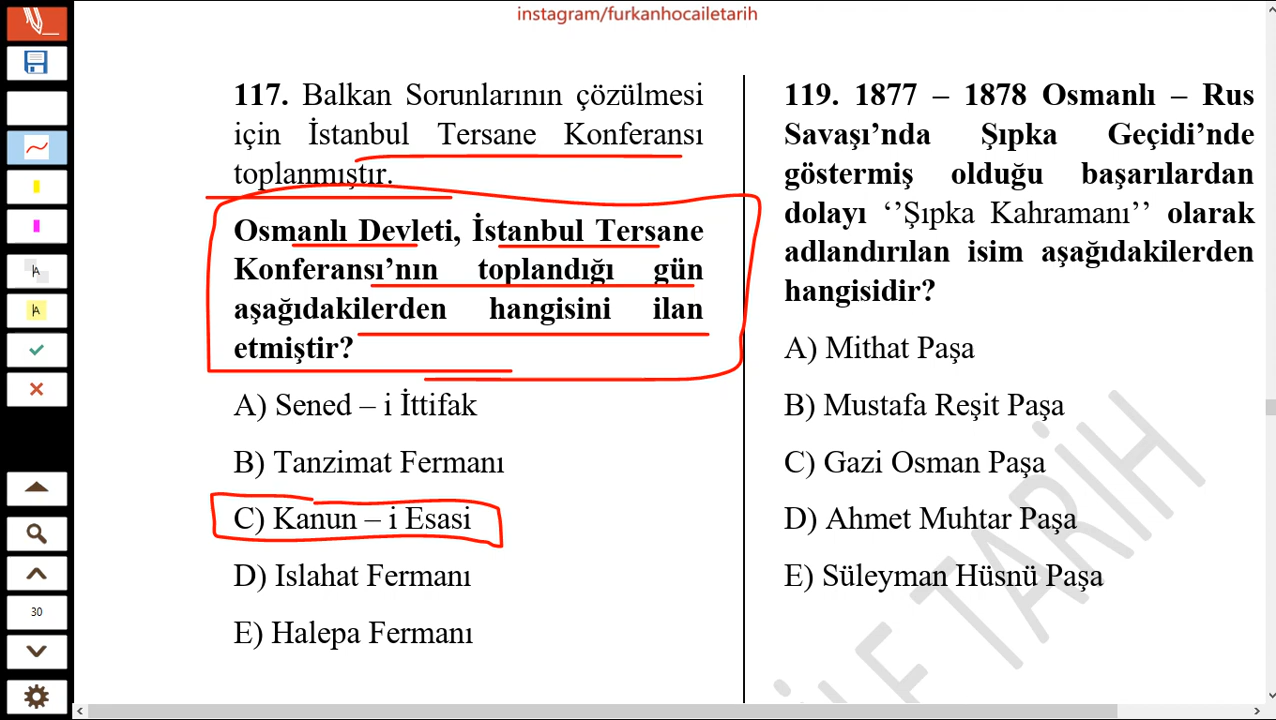 instagram/furkanhocailetarih
117. Balkan Sorunlarının çözülmesi
için İstanbul Tersane Konferansı
toplanmıştır.
Osmanlı Devleti, İstanbul Tersane
Konferansı’nın toplandığı gün
aşağıdakilerden hangisini ilan
etmiştir?
A) Sened – i İttifak
B) Tanzimat Fermanı
C) Kanun – i Esasi
D) Islahat Fermanı
E) Halepa Fermanı
119. 1877 – 1878 Osmanlı – Rus
Savaşı’nda Şıpka Geçidi’nde
göstermiş olduğu başarılardan
dolayı ‘’Şıpka Kahramanı’’ olarak
adlandırılan isim aşağıdakilerden
hangisidir?
A) Mithat Paşa
B) Mustafa Reşit Paşa
C) Gazi Osman Paşa
D) Ahmet Muhtar Paşa
E) Süleyman Hüsnü Paşa
İLE TARİH
30